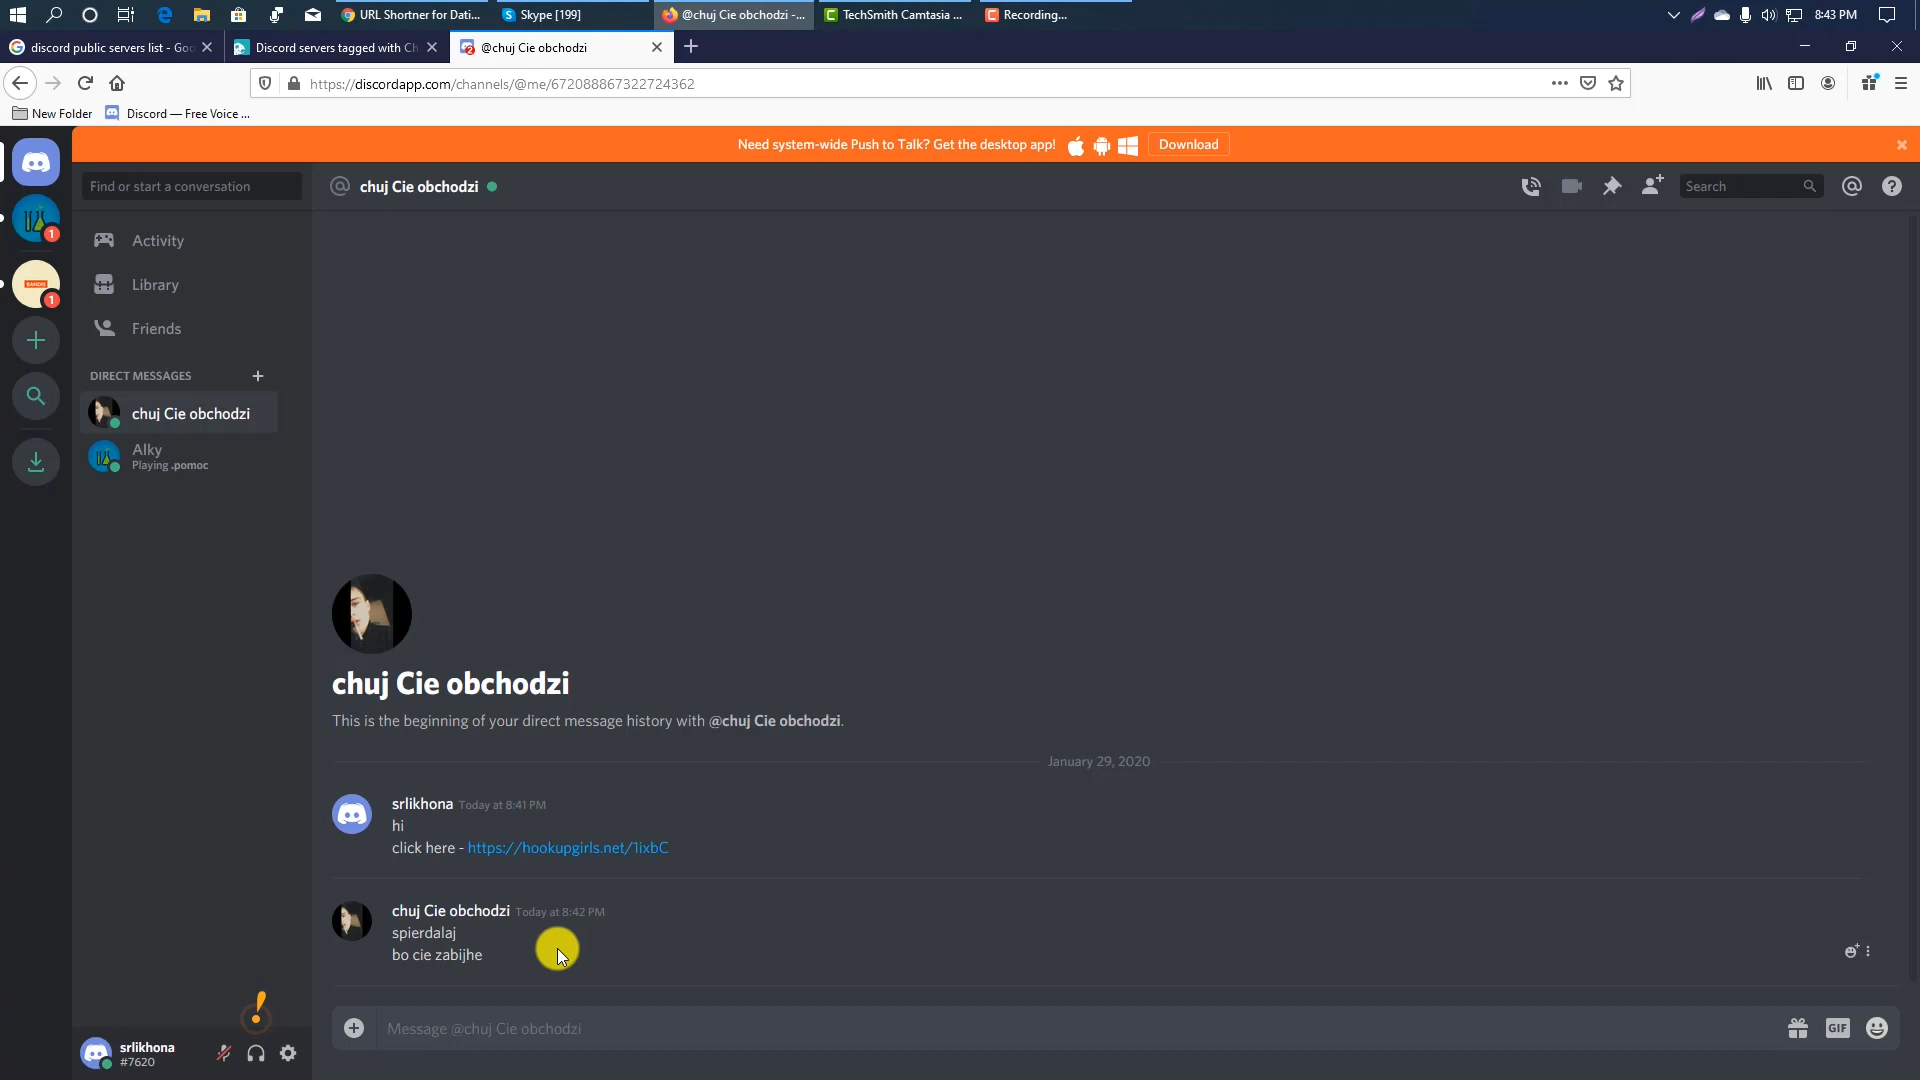 URL Shortner for Dati...
Skype [199]
@chuj Cie obchodzi -...
TechSmith Camtasia ...
Recording...
8:43 PM
discord public servers list - Goo
Discord servers tagged with Ch
@chuj Cie obchodzi
https://discordapp.com/channels/@me/672088867322724362
New Folder
Discord — Free Voice ...
Need system-wide Push to Talk? Get the desktop app!
Download
Find or start a conversation
chuj Cie obchodzi
Search
1
Activity
1
Library
Friends
DIRECT MESSAGES
chuj Cie obchodzi
Alky
Playing .pomoc
chuj Cie obchodzi
This is the beginning of your direct message history with @chuj Cie obchodzi.
January 29, 2020
srlikhona Today at 8:41 PM
hi
click here - https://hookupgirls.net/1ixbC
chuj Cie obchodzi Today at 8:42 PM
spierdalaj
bo cie zabijhe
Message @chuj Cie obchodzi
GIF
srlikhona
#7620